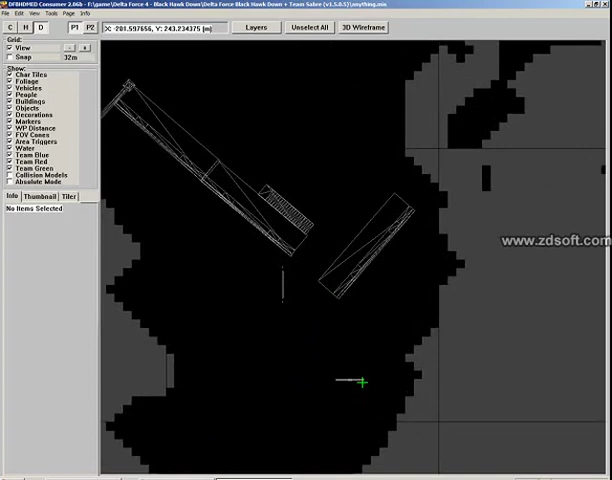 DFBHDMED Consumer 2.06b - F:\game\Delta Force 4 - Black Hawk Down\Delta Force Black Hawk Down + Team Sabre (v1.5.0.5)\anything.mis
File Edit View Tools Page Info
C H D P1 P2 X: -201.597656, Y: 243.234375 [m] Layers Unselect All 3D Wireframe
Grid:
View - +
Snap 32m
Show:
Char Tiles
Foliage
Vehicles
People
Buildings
Objects
Decorations
Markers
WP Distance
FOV Cones
Area Triggers
Water
Team Blue
Team Red
Team Green
Collision Models
Absolute Mode
Info Thumbnail Tiler
No Items Selected
www.zdsoft.com